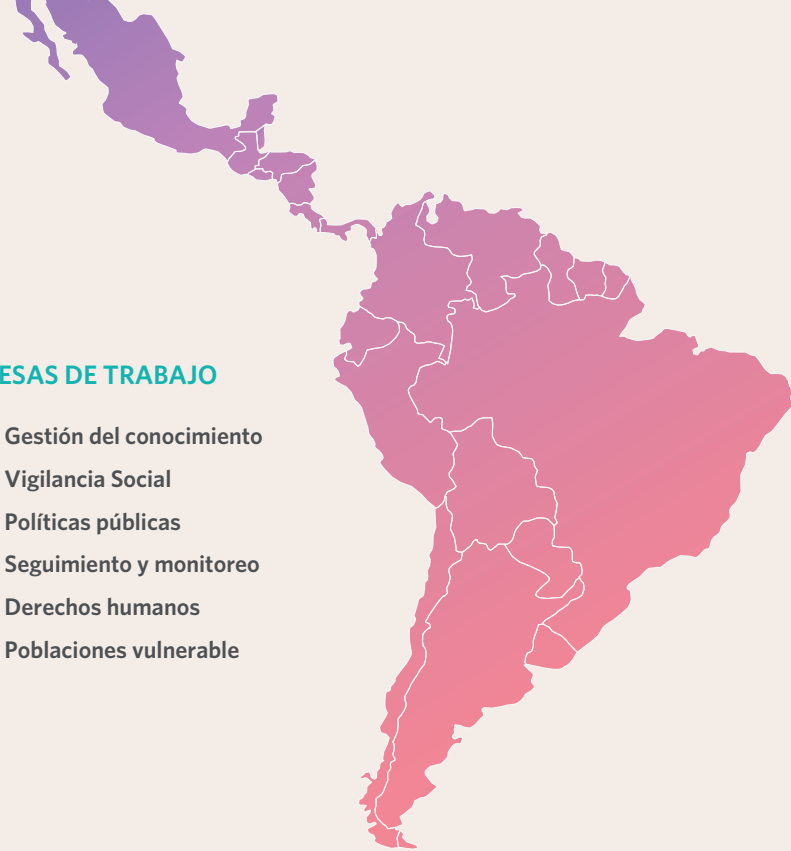 ESAS DE TRABAJO
Gestión del conocimiento
Vigilancia Social
Políticas públicas
Seguimiento y monitoreo
Derechos humanos
Poblaciones vulnerable